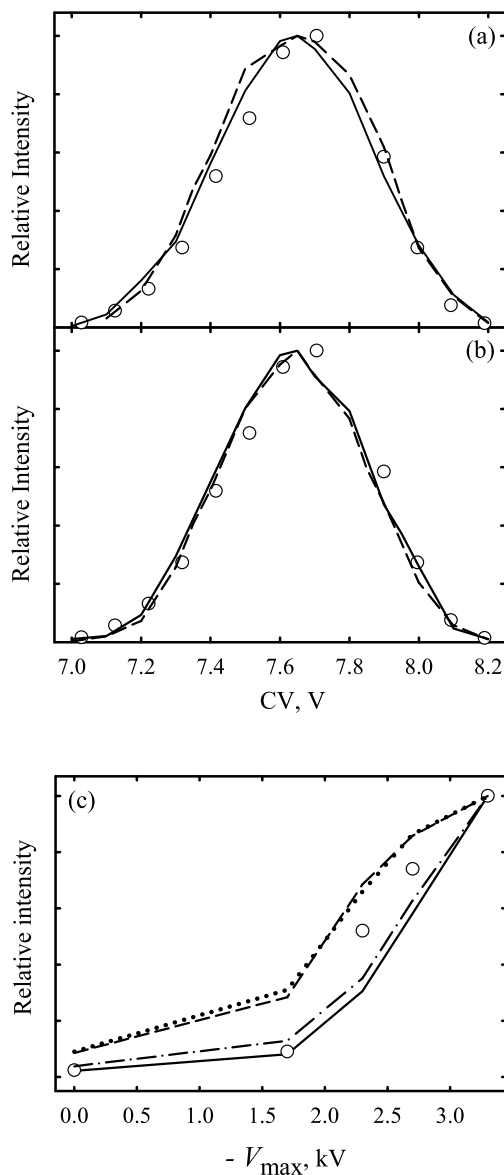 (a)
Relative Intensity
(b)
Relative Intensity
7.0 7.2 7.4 7.6 7.8 8.0 8.2
CV, V
(c)
Relative intensity
0.0 0.5 1.0 1.5 2.0 2.5 3.0
- Vmax, kV